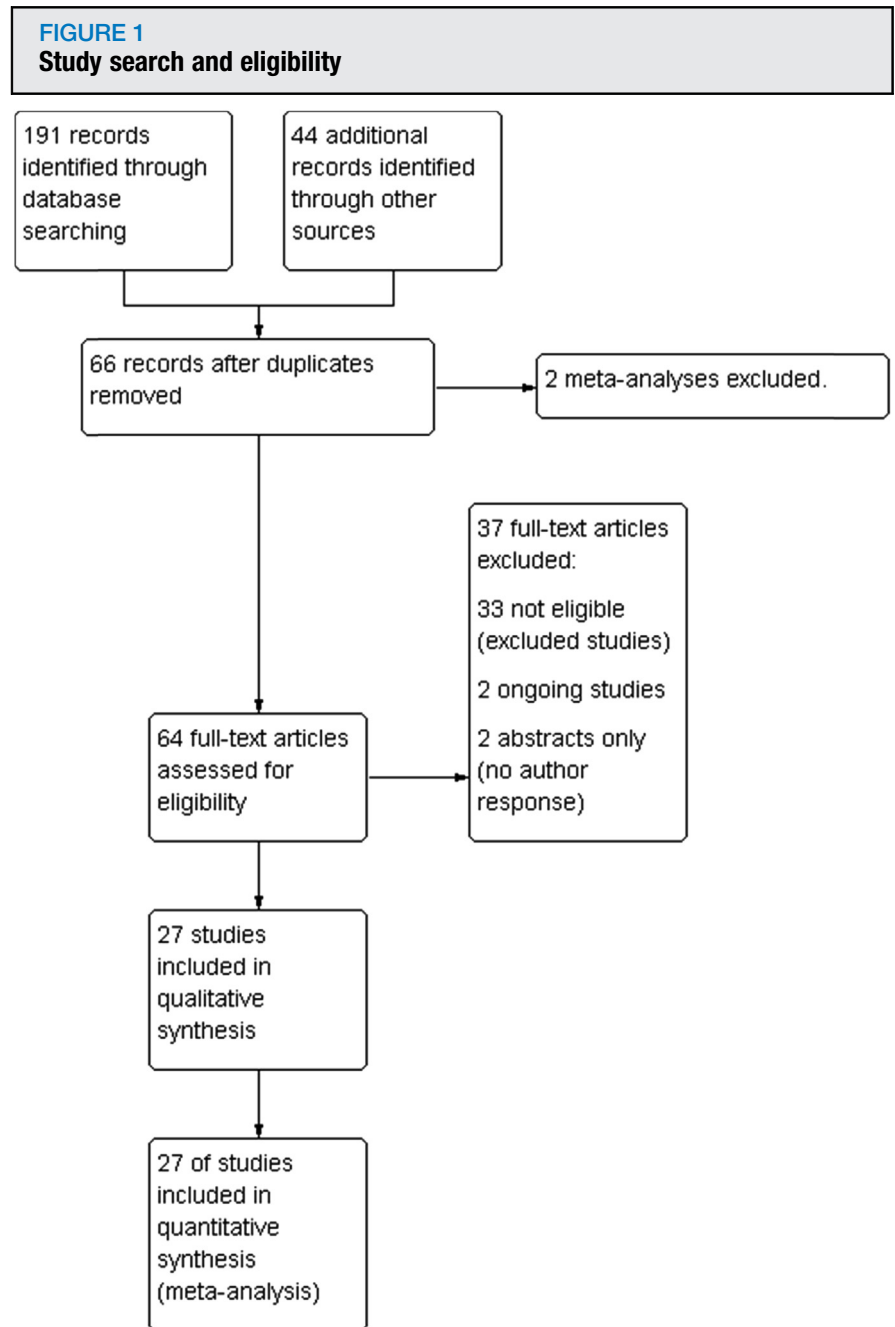 FIGURE 1
Study search and eligibility
191 records
identified through
database
searching
44 additional
records identified
through other
sources
66 records after duplicates
removed
2 meta-analyses excluded.
37 full-text articles
excluded:
33 not eligible
(excluded studies)
2 ongoing studies
2 abstracts only
(no author
response)
64 full-text articles
assessed for
eligibility
27 studies
included in
qualitative
synthesis
27 of studies
included in
quantitative
synthesis
(meta-analysis)